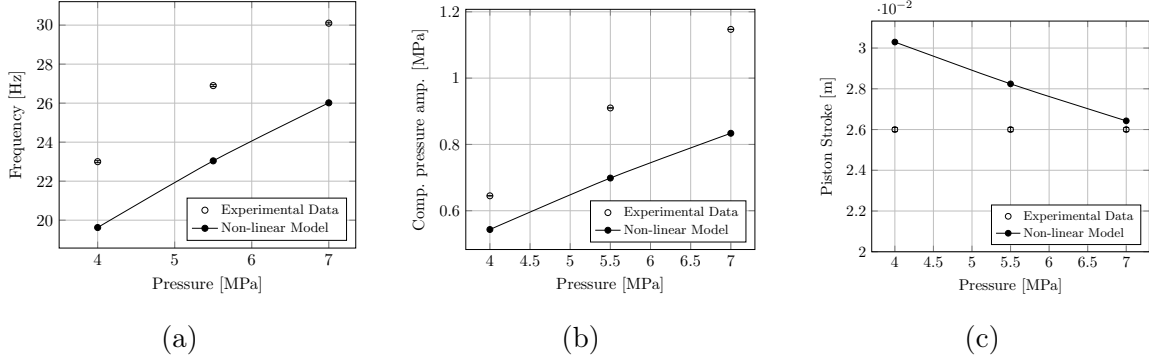 30
28
26
24
22
20
4
5
6
7
Frequency [Hz]
Pressure [MPa]
Experimental Data
Non-linear Model
(a)
1.2
1
0.8
0.6
4
4.5
5
5.5
6
6.5
7
Comp. pressure amp. [MPa]
Pressure [MPa]
Experimental Data
Non-linear Model
(b)
·10⁻²
3
2.8
2.6
2.4
2.2
2
4
4.5
5
5.5
6
6.5
7
Piston Stroke [m]
Pressure [MPa]
Experimental Data
Non-linear Model
(c)